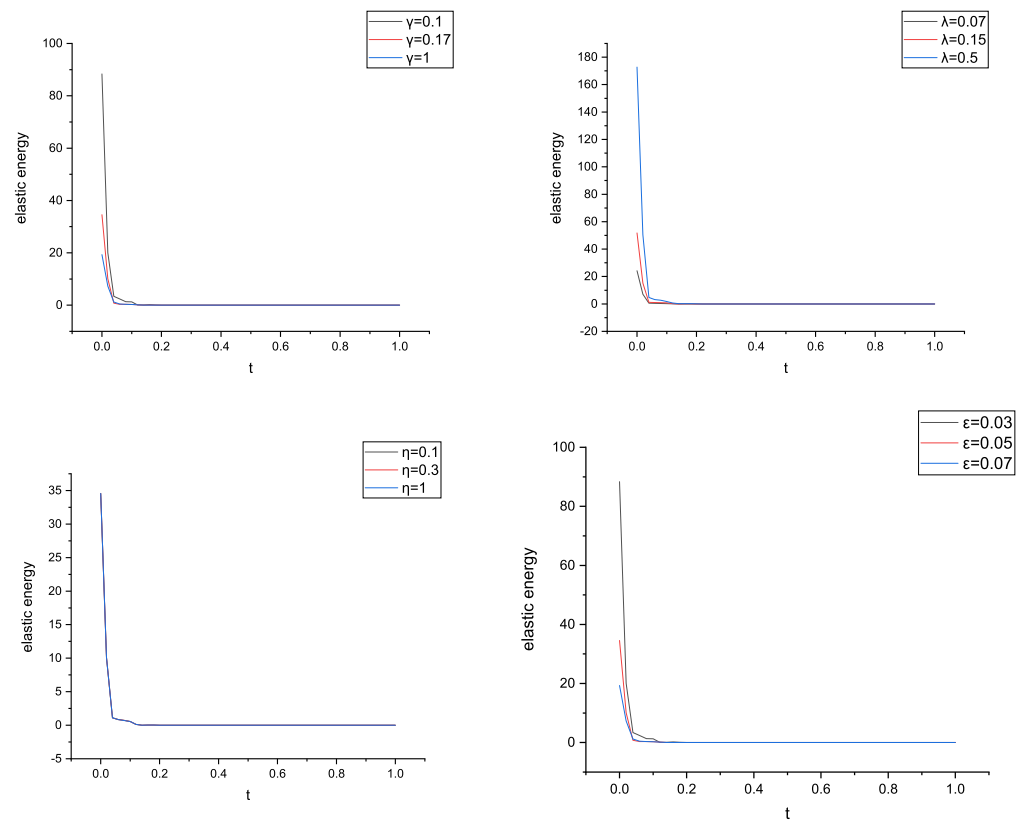 γ=0.1
γ=0.17
γ=1
100
80
60
40
20
0
elastic energy
0.0 0.2 0.4 0.6 0.8 1.0
t
λ=0.07
λ=0.15
λ=0.5
180
160
140
120
100
80
60
40
20
0
-20
elastic energy
0.0 0.2 0.4 0.6 0.8 1.0
t
η=0.1
η=0.3
η=1
35
30
25
20
15
10
5
0
-5
elastic energy
0.0 0.2 0.4 0.6 0.8 1.0
t
ε=0.03
ε=0.05
ε=0.07
100
80
60
40
20
0
elastic energy
0.0 0.2 0.4 0.6 0.8 1.0
t